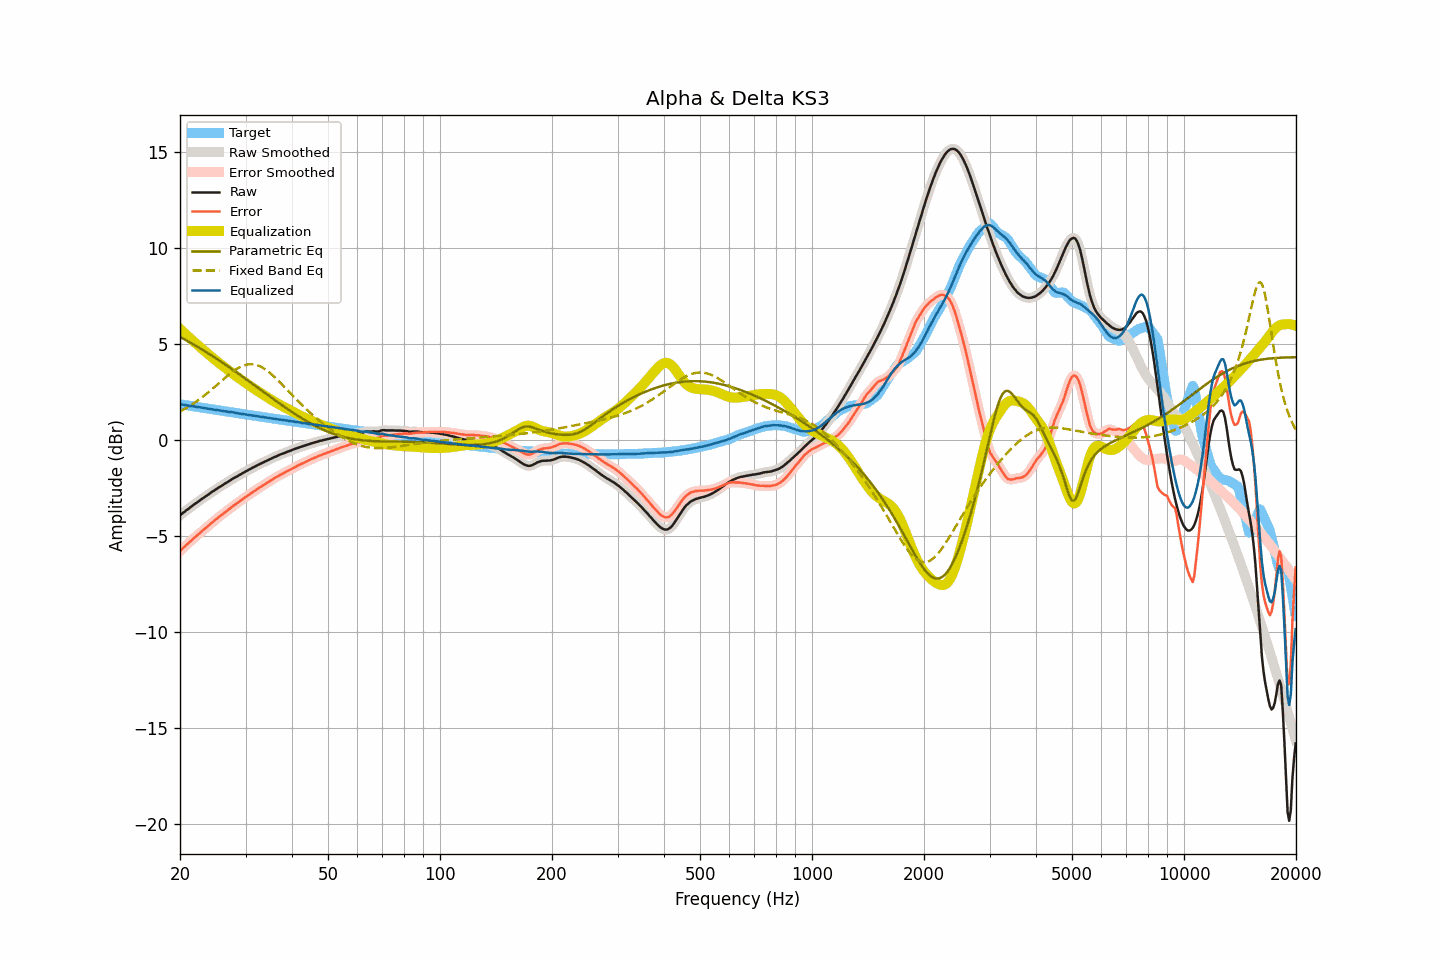 Alpha & Delta KS3
Target
Raw Smoothed
Error Smoothed
Raw
Error
Equalization
Parametric Eq
Fixed Band Eq
Equalized
15
10
5
0
−5
−10
−15
−20
Amplitude (dBr)
20 50 100 200 500 1000 2000 5000 10000 20000
Frequency (Hz)